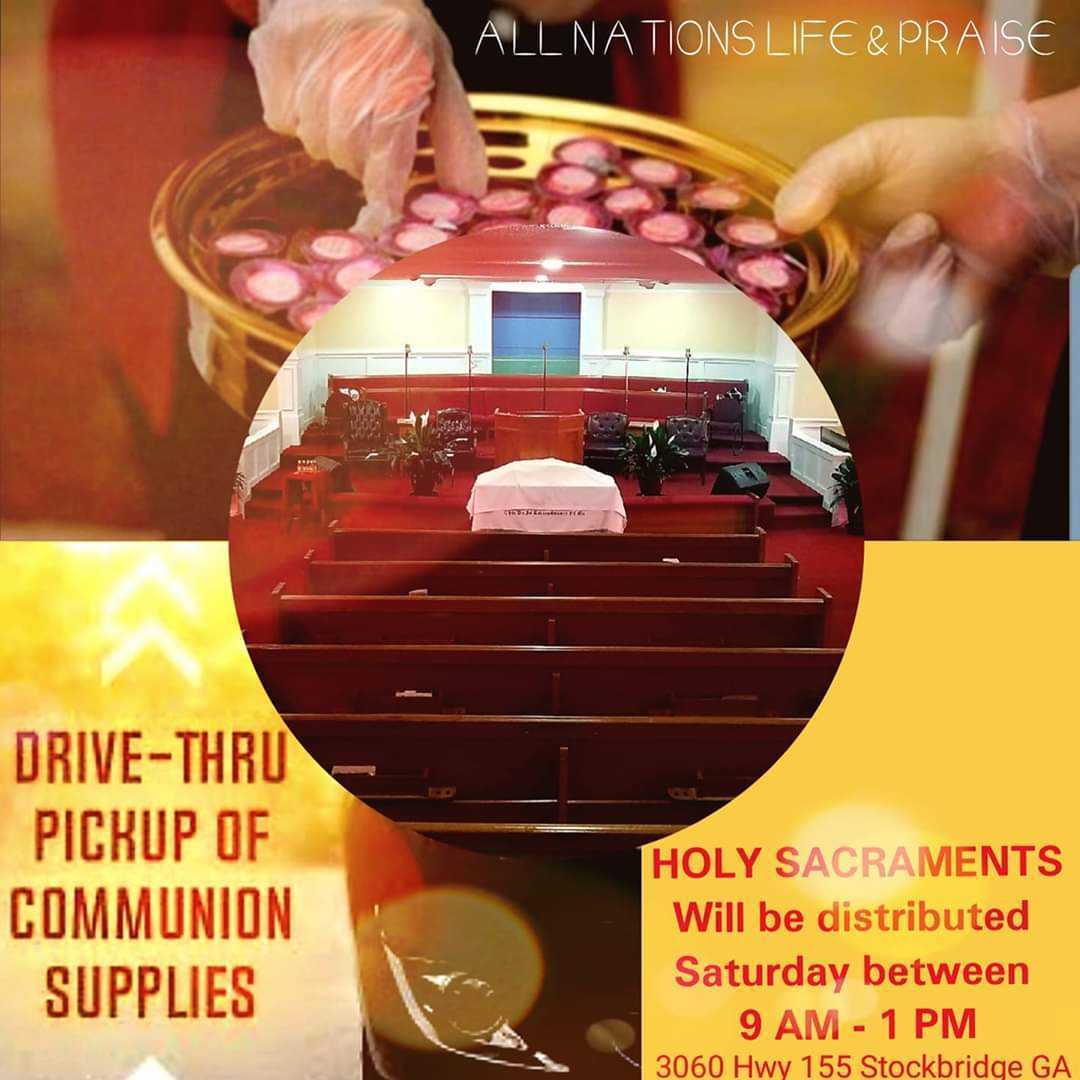 ALL NATIONS LIFE & PRAISE
DRIVE-THRU
PICKUP OF
COMMUNION
SUPPLIES
HOLY SACRAMENTS
Will be distributed
Saturday between
9 AM - 1 PM
3060 Hwy 155 Stockbridge GA